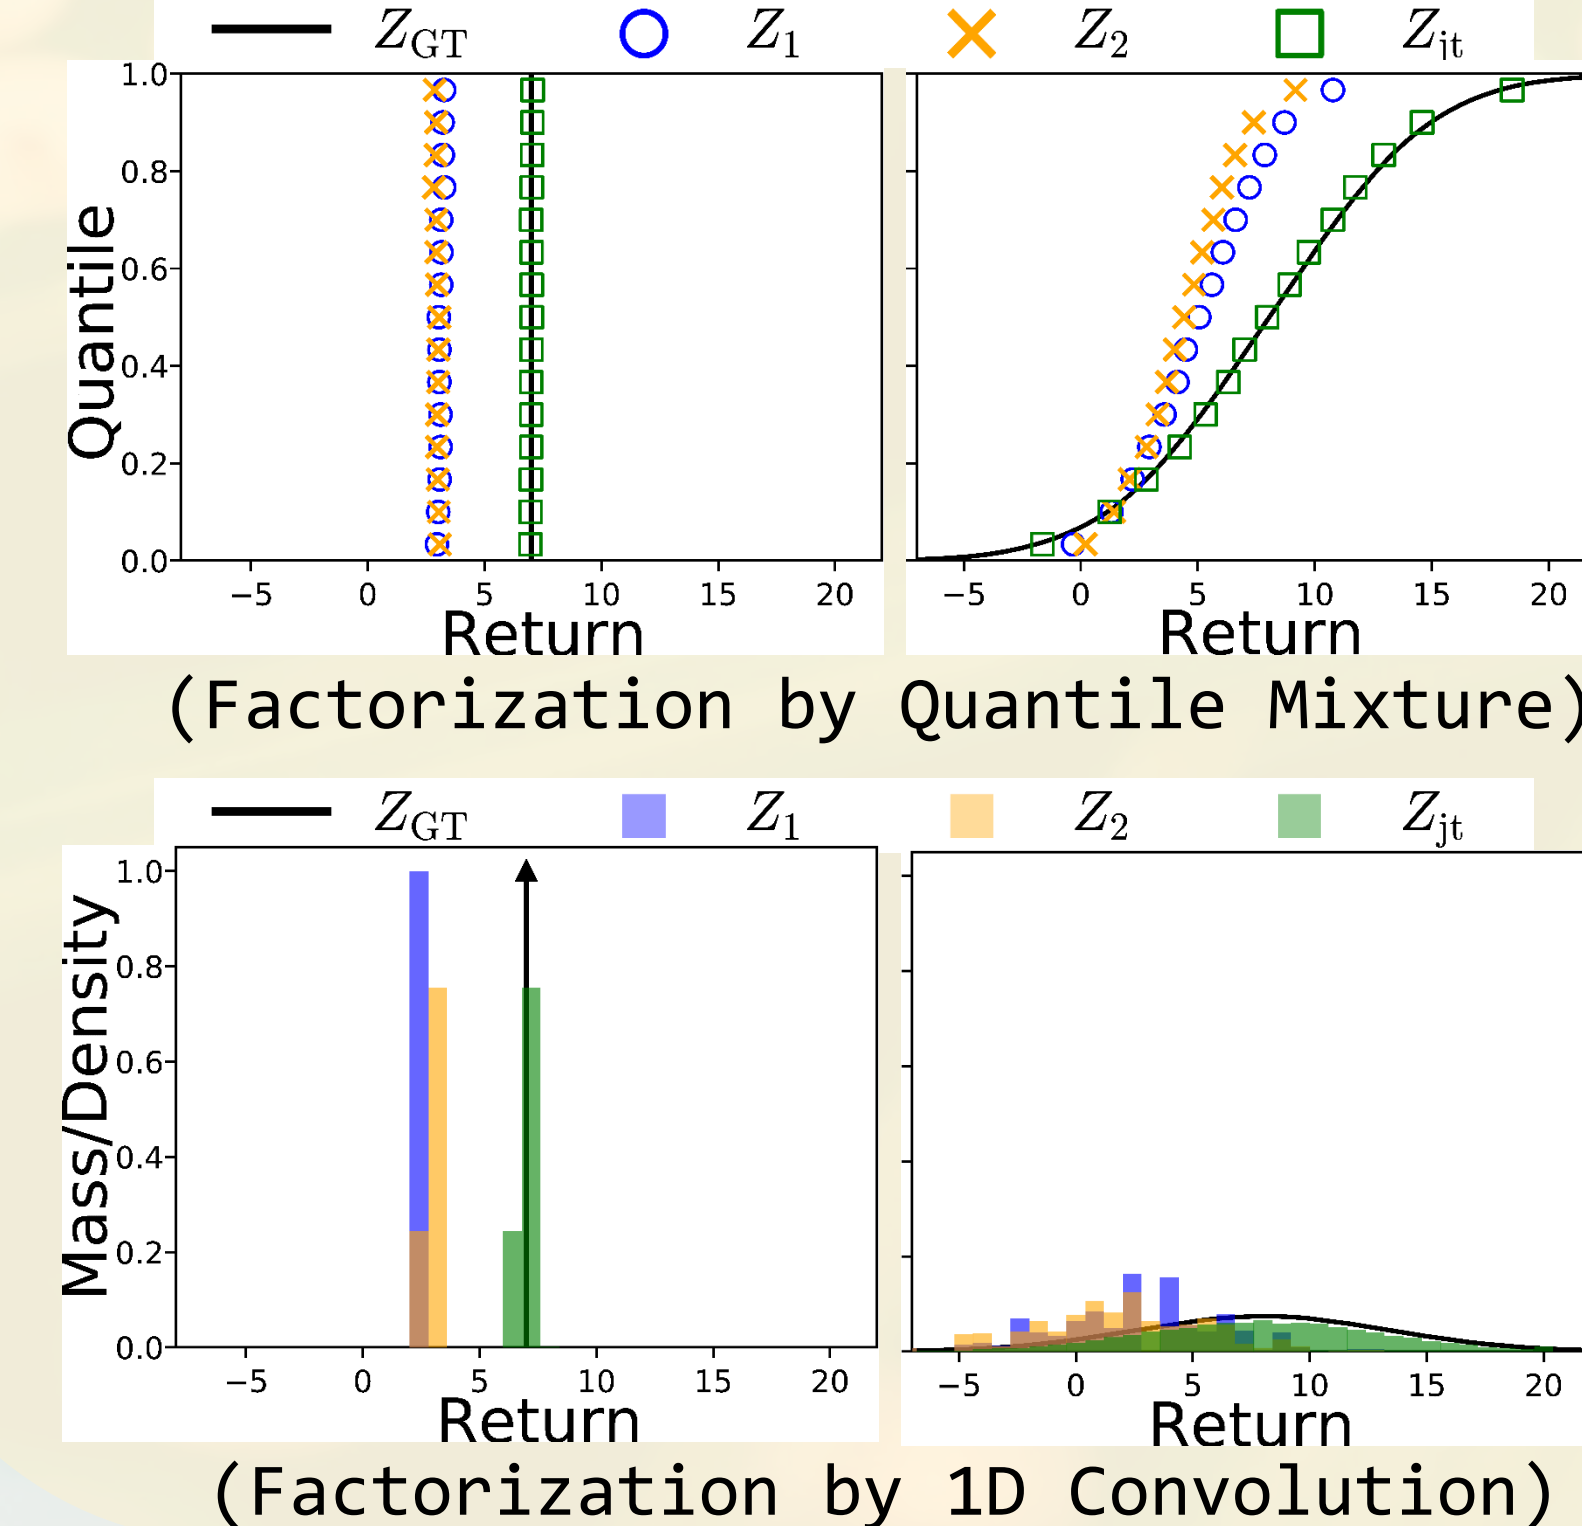 Z_GT Z_1 Z_2 Z_jt
Quantile
1.0
0.8
0.6
0.4
0.2
0.0
−5 0 5 10 15 20
−5 0 5 10 15 20
Return Return
(Factorization by Quantile Mixture)
Z_GT Z_1 Z_2 Z_jt
Mass/Density
1.0
0.8
0.6
0.4
0.2
0.0
−5 0 5 10 15 20
−5 0 5 10 15 20
Return Return
(Factorization by 1D Convolution)